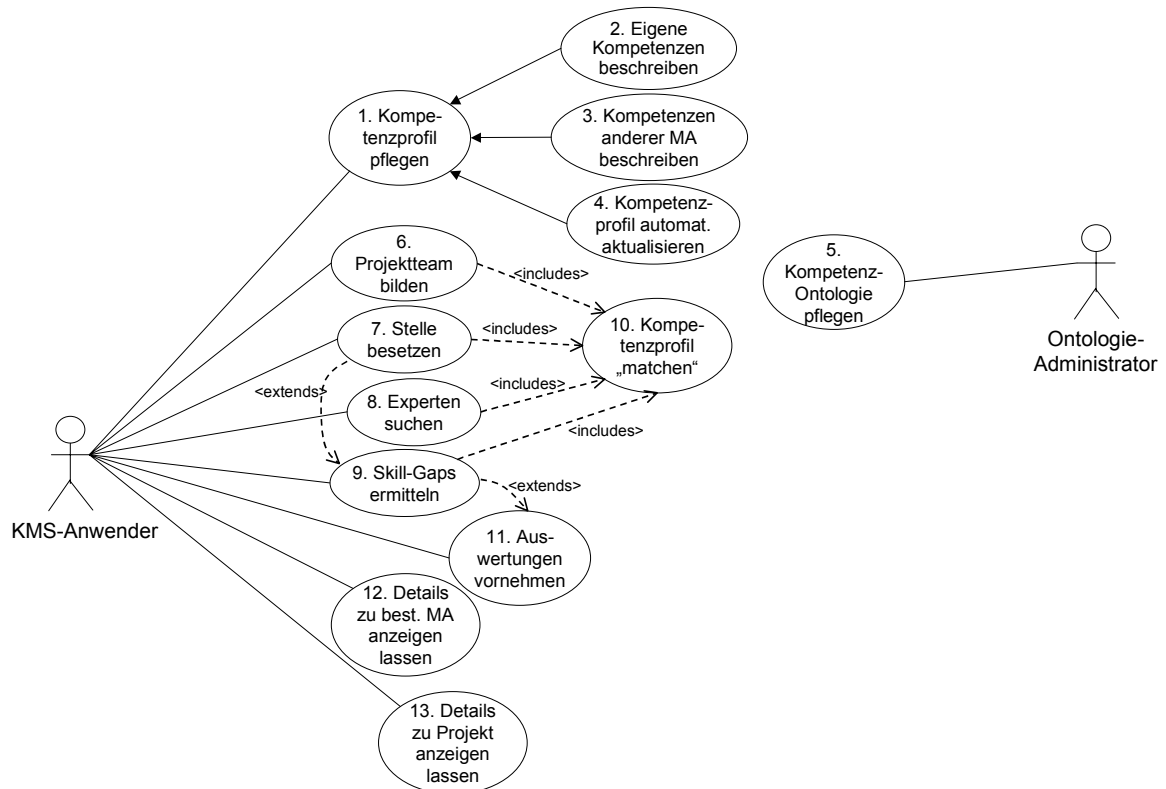 2. Eigene
Kompetenzen
beschreiben
1. Kompe-
tenzprofil
pflegen
3. Kompetenzen
anderer MA
beschreiben
4. Kompetenz-
profil automat.
aktualisieren
6.
Projektteam
bilden
<includes>
5.
Kompetenz-
Ontologie
pflegen
Ontologie-
Administrator
7. Stelle
besetzen
<includes>
10. Kompe-
tenzprofil
„matchen“
<extends>
8. Experten
suchen
<includes>
<includes>
9. Skill-Gaps
ermitteln
<extends>
KMS-Anwender
11. Aus-
wertungen
vornehmen
12. Details
zu best. MA
anzeigen
lassen
13. Details
zu Projekt
anzeigen
lassen